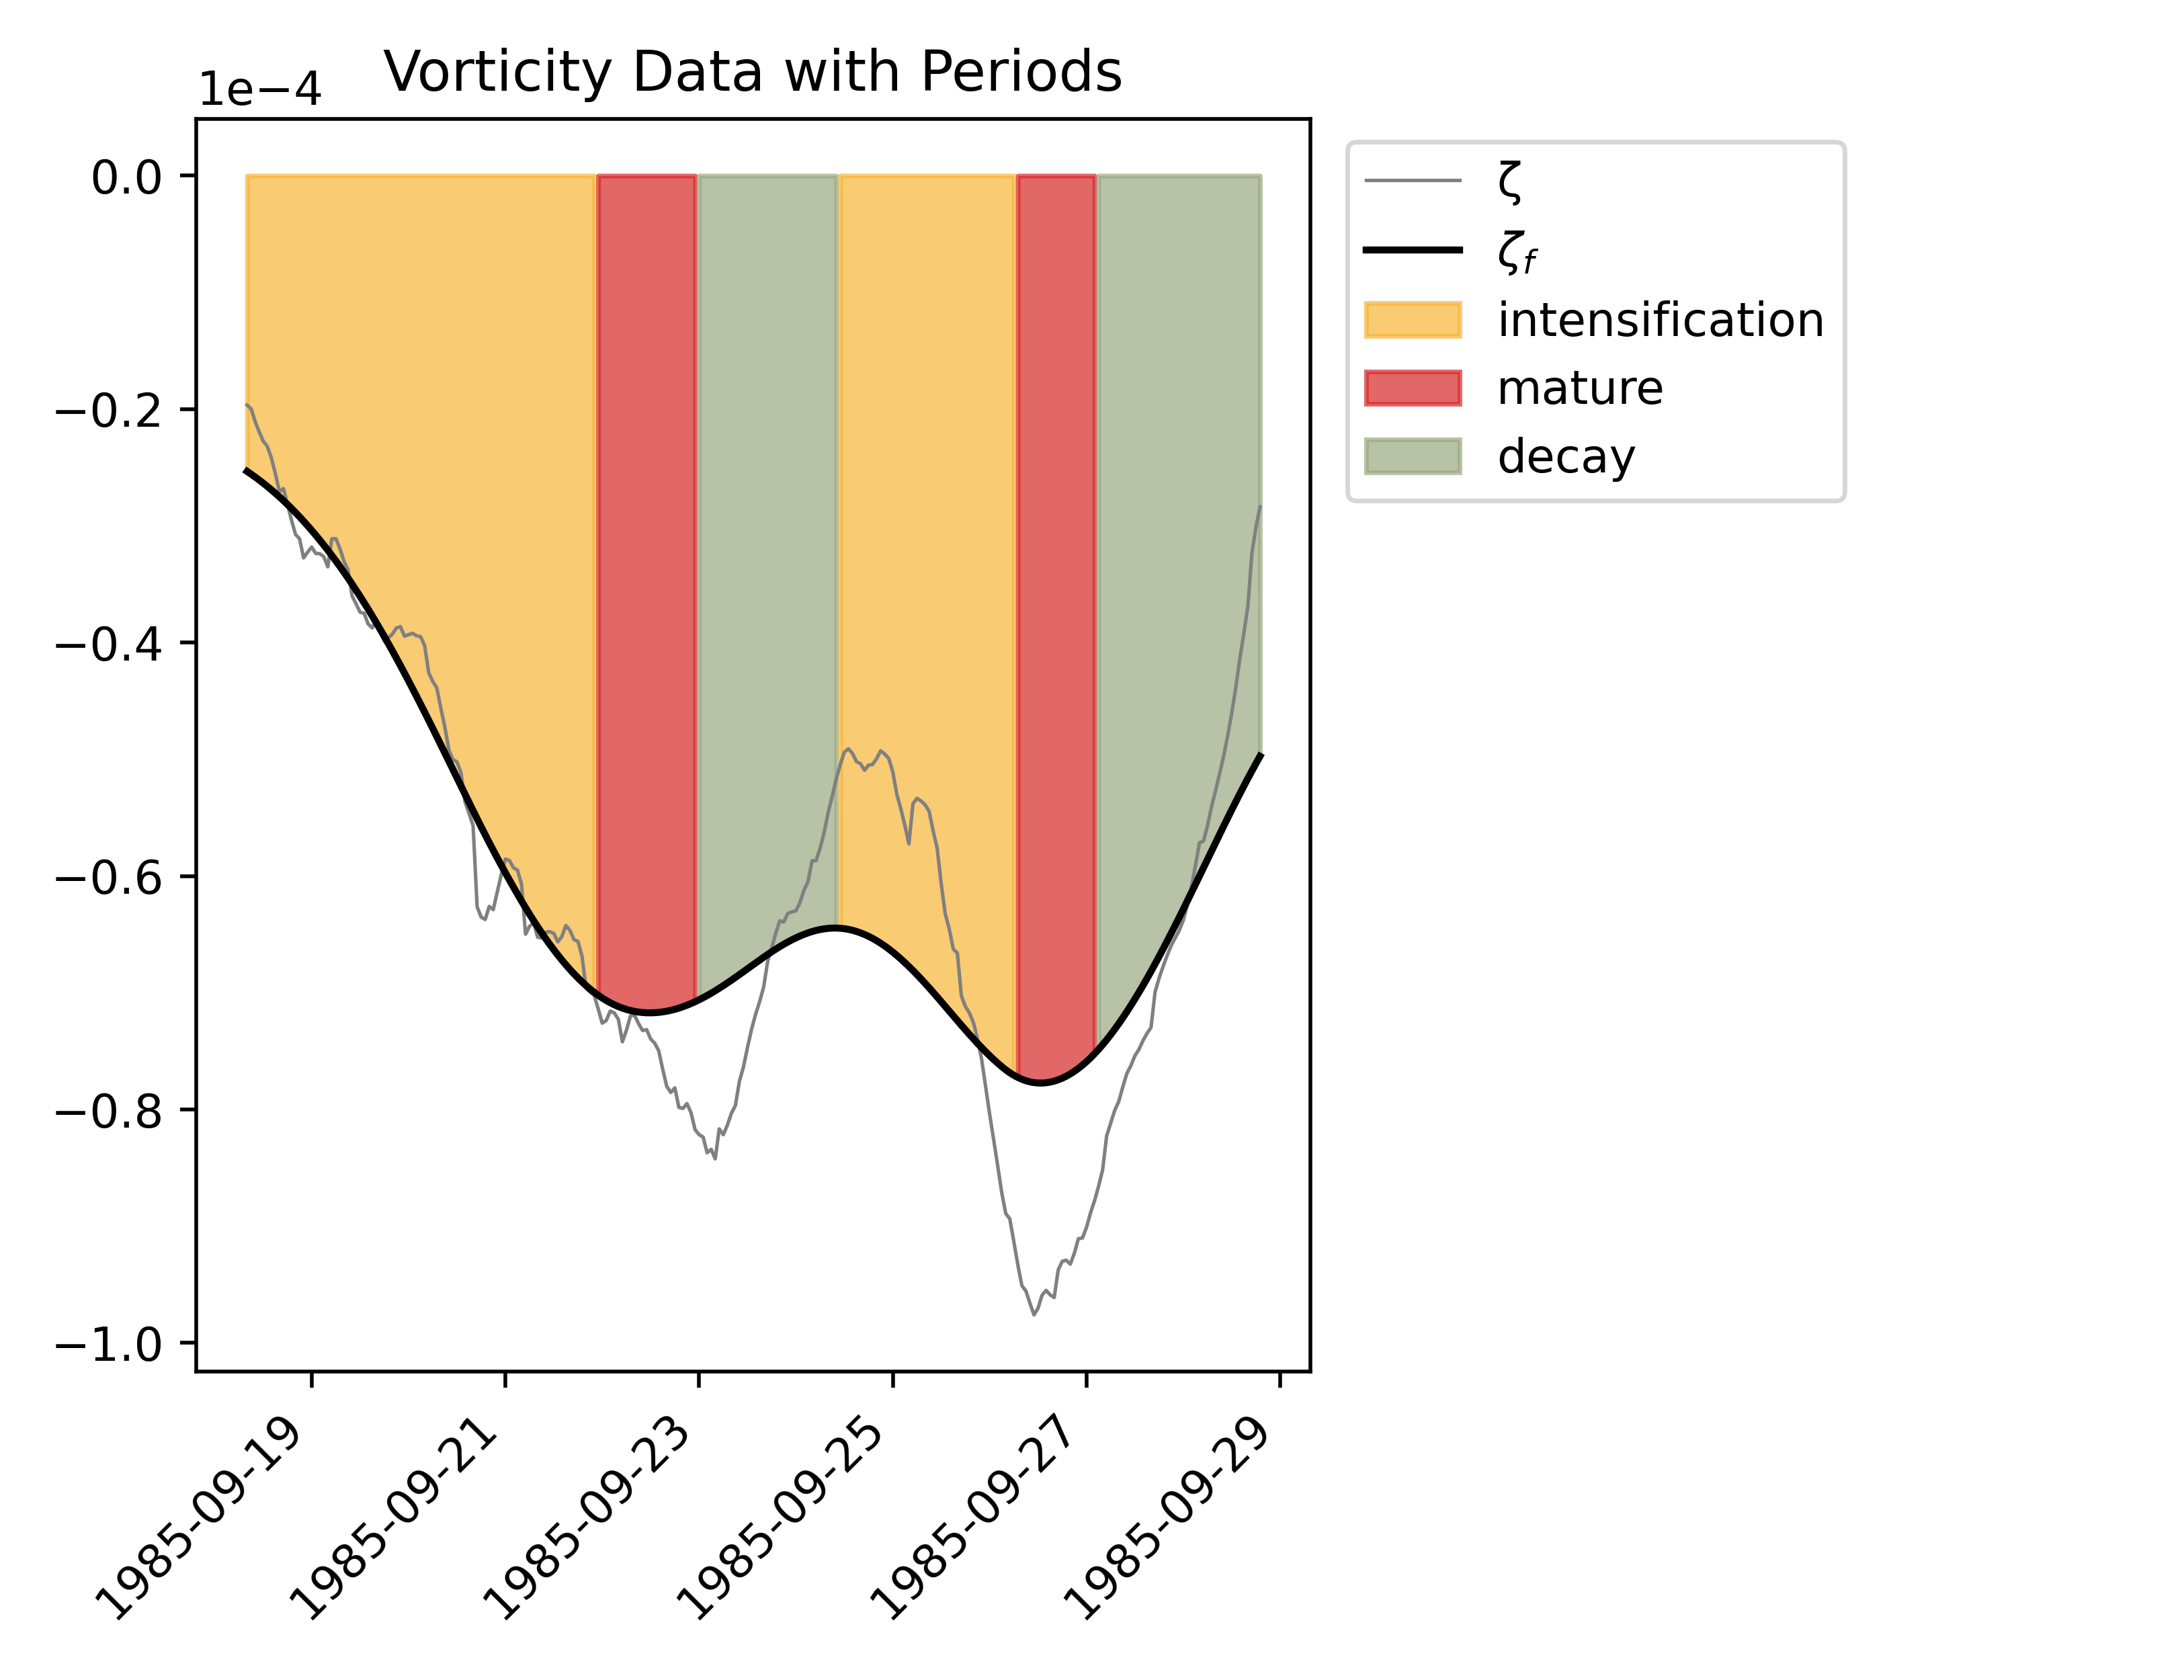 Vorticity Data with Periods
1e−4
0.0
−0.2
−0.4
−0.6
−0.8
−1.0
1985-09-19
1985-09-21
1985-09-23
1985-09-25
1985-09-27
1985-09-29
ζ
ζf
intensification
mature
decay